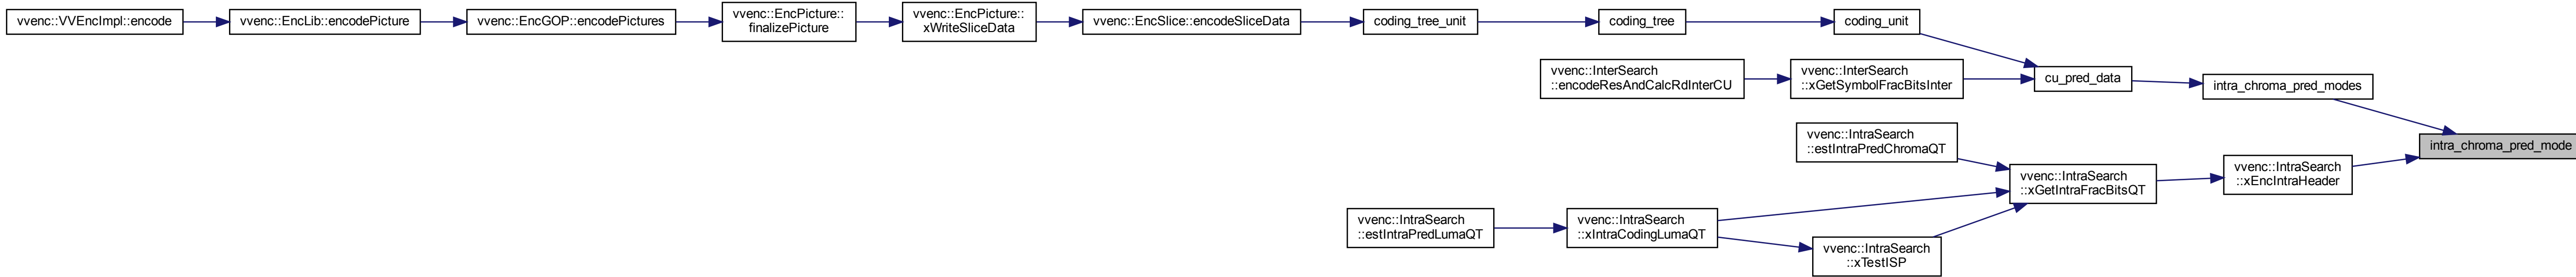 vvenc::VVEncImpl::encode
vvenc::EncLib::encodePicture
vvenc::EncGOP::encodePictures
vvenc::EncPicture::
finalizePicture
vvenc::EncPicture::
xWriteSliceData
vvenc::EncSlice::encodeSliceData
coding_tree_unit
coding_tree
coding_unit
vvenc::InterSearch
::encodeResAndCalcRdInterCU
vvenc::InterSearch
::xGetSymbolFracBitsInter
cu_pred_data
intra_chroma_pred_modes
intra_chroma_pred_mode
vvenc::IntraSearch
::estIntraPredChromaQT
vvenc::IntraSearch
::xGetIntraFracBitsQT
vvenc::IntraSearch
::xEncIntraHeader
vvenc::IntraSearch
::estIntraPredLumaQT
vvenc::IntraSearch
::xIntraCodingLumaQT
vvenc::IntraSearch
::xTestISP